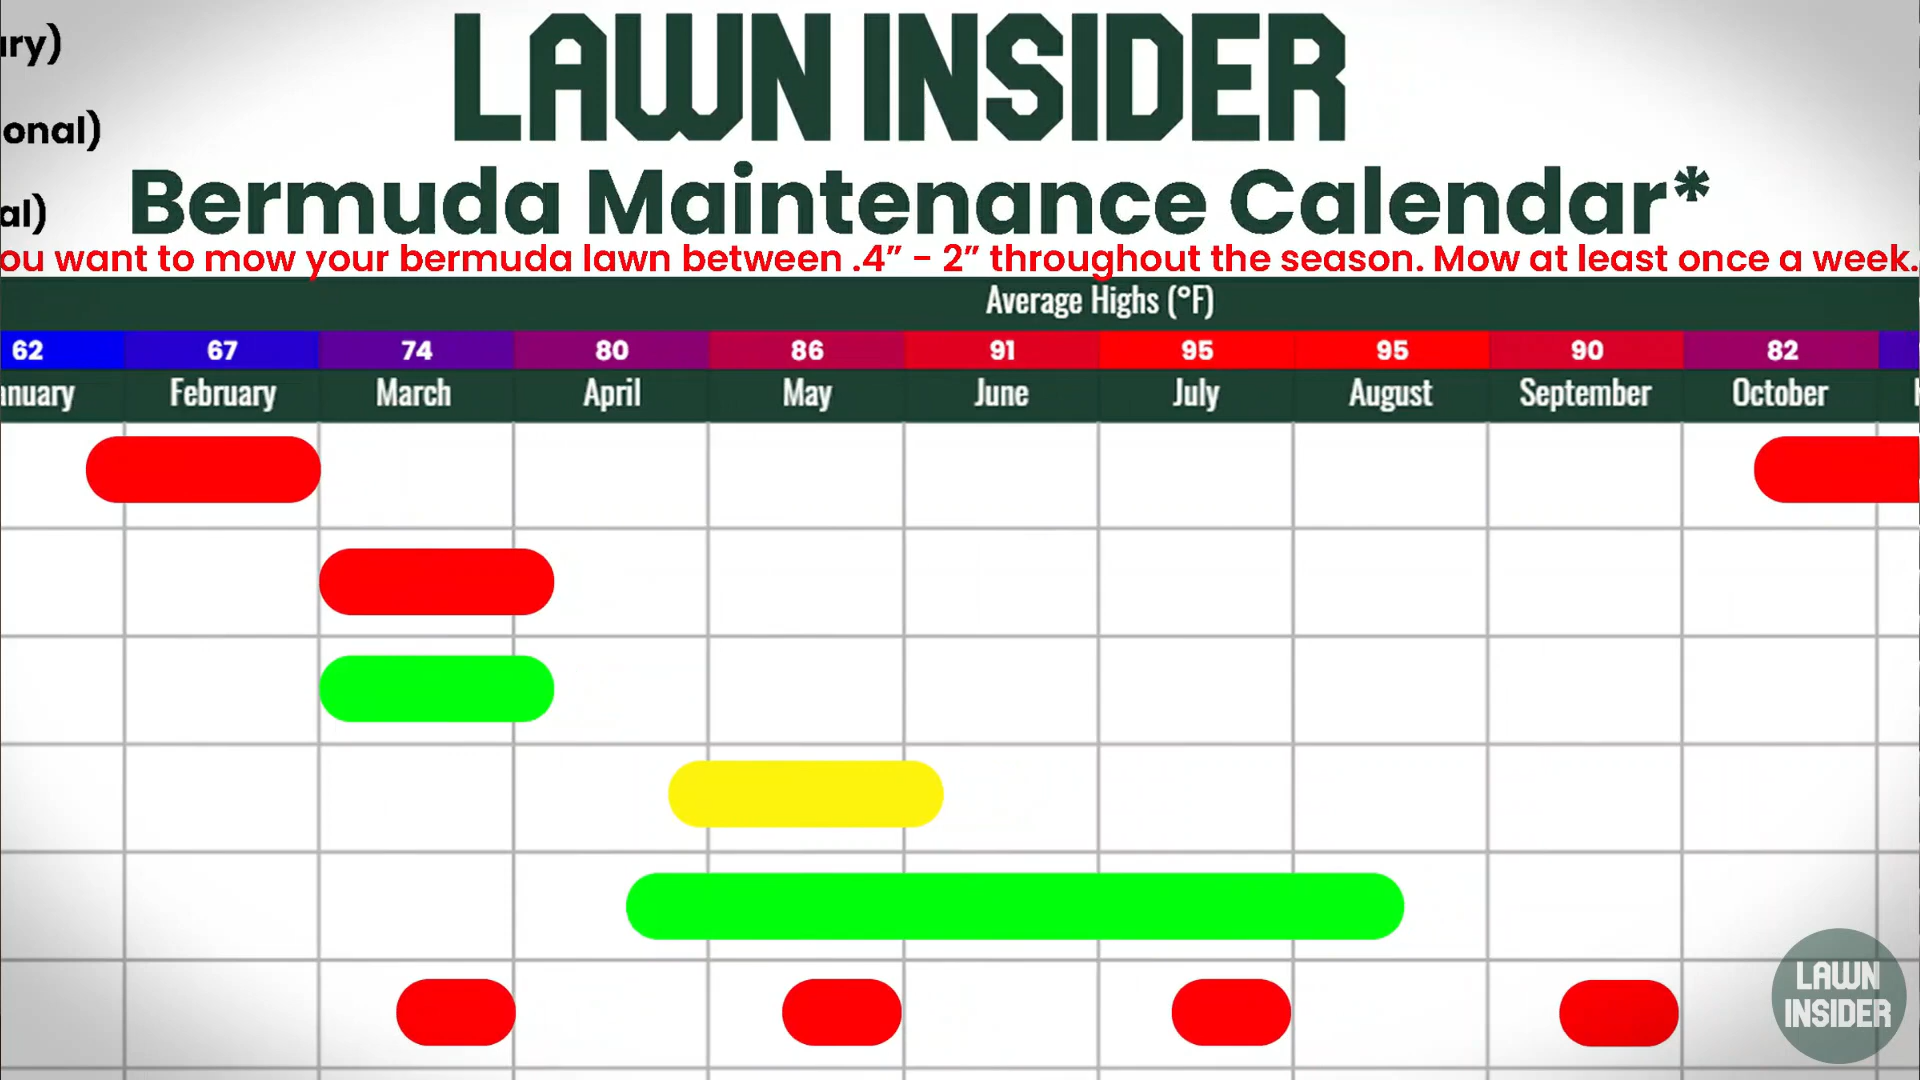 LAWN INSIDER
ry)
onal)
al)
Bermuda Maintenance Calendar*
ou want to mow your bermuda lawn between .4” - 2” throughout the season. Mow at least once a week.
Average Highs (°F)
62 67 74 80 86 91 95 95 90 82
anuary February March April May June July August September October
LAWN
INSIDER